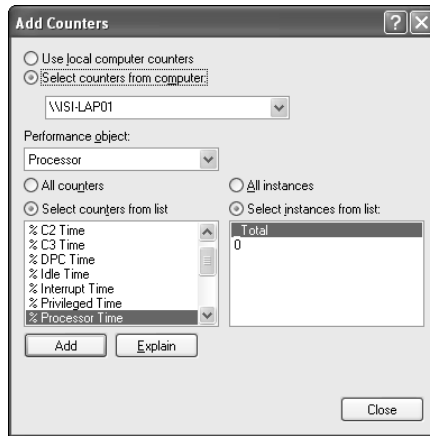 Add Counters
Use local computer counters
Select counters from computer:
\\ISI-LAP01
Performance object:
Processor
All counters
All instances
Select counters from list
Select instances from list:
% C2 Time
% C3 Time
% DPC Time
% Idle Time
% Interrupt Time
% Privileged Time
% Processor Time
_Total
0
Add
Explain
Close